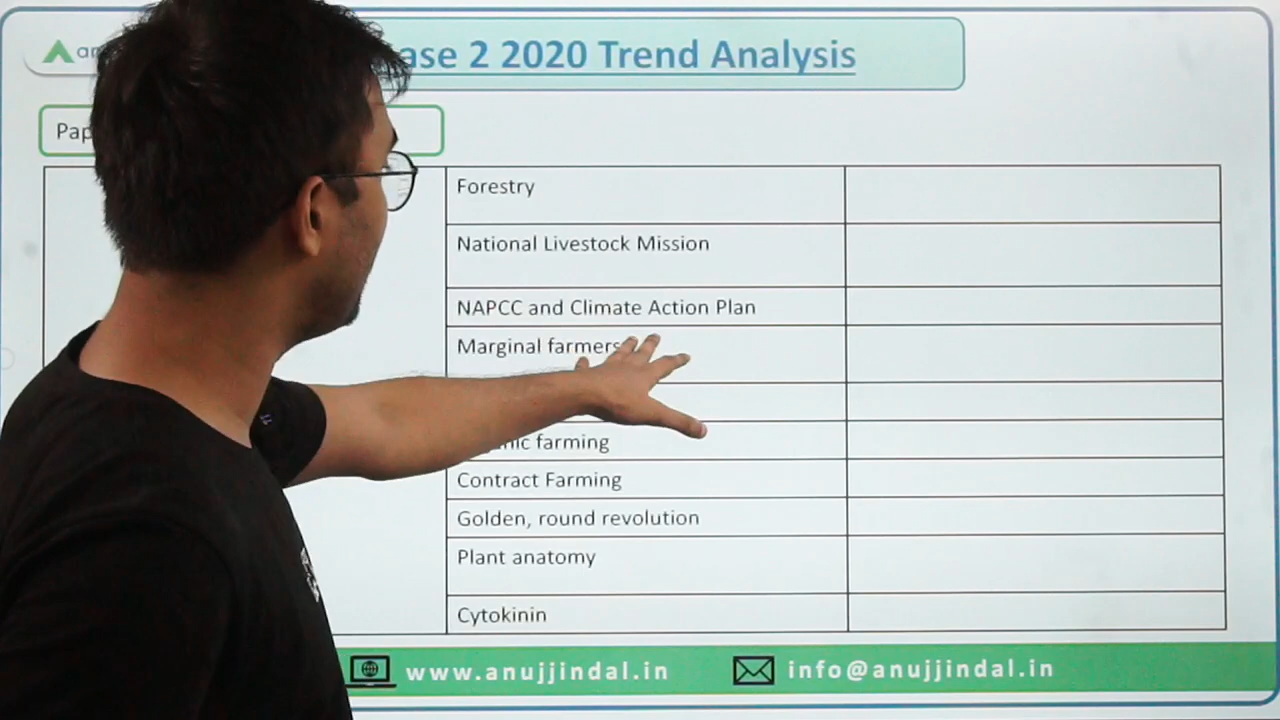 ase 2 2020 Trend Analysis
Pap
Forestry
National Livestock Mission
NAPCC and Climate Action Plan
Marginal farmers
nic farming
Contract Farming
Golden, round revolution
Plant anatomy
Cytokinin
www.anujjindal.in
info@anujjindal.in